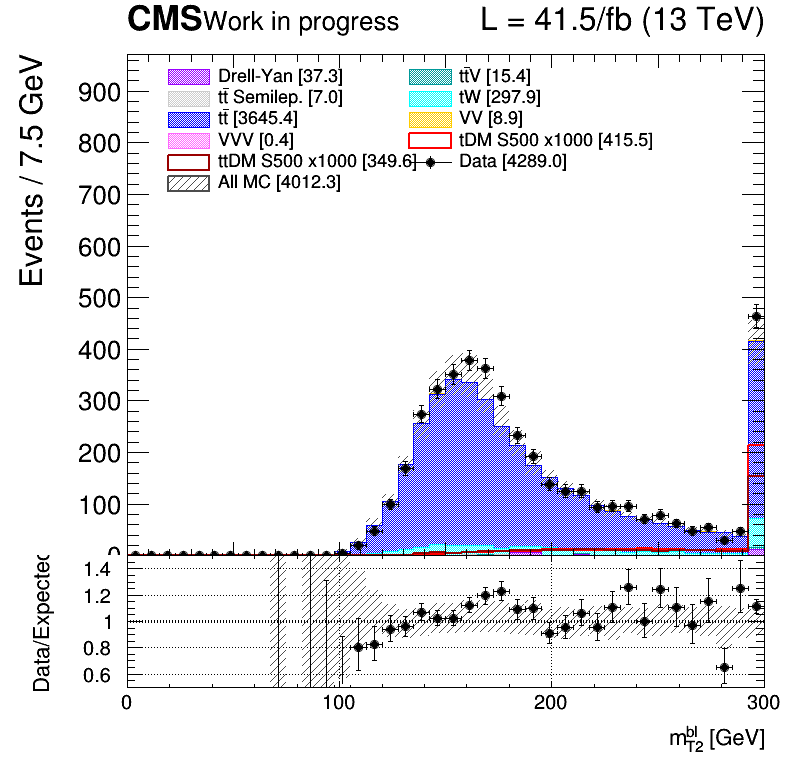 CMS Work in progress L = 41.5/fb (13 TeV)
Events / 7.5 GeV
900
800
700
600
500
400
300
200
100
0
Drell-Yan [37.3]
tt̄ Semilep. [7.0]
tt̄ [3645.4]
VVV [0.4]
ttDM S500 x1000 [349.6]
All MC [4012.3]
tt̄V [15.4]
tW [297.9]
VV [8.9]
tDM S500 x1000 [415.5]
Data [4289.0]
Data/Expected
1.4
1.2
1
0.8
0.6
0 100 200 300
m_{T2}^{bl} [GeV]